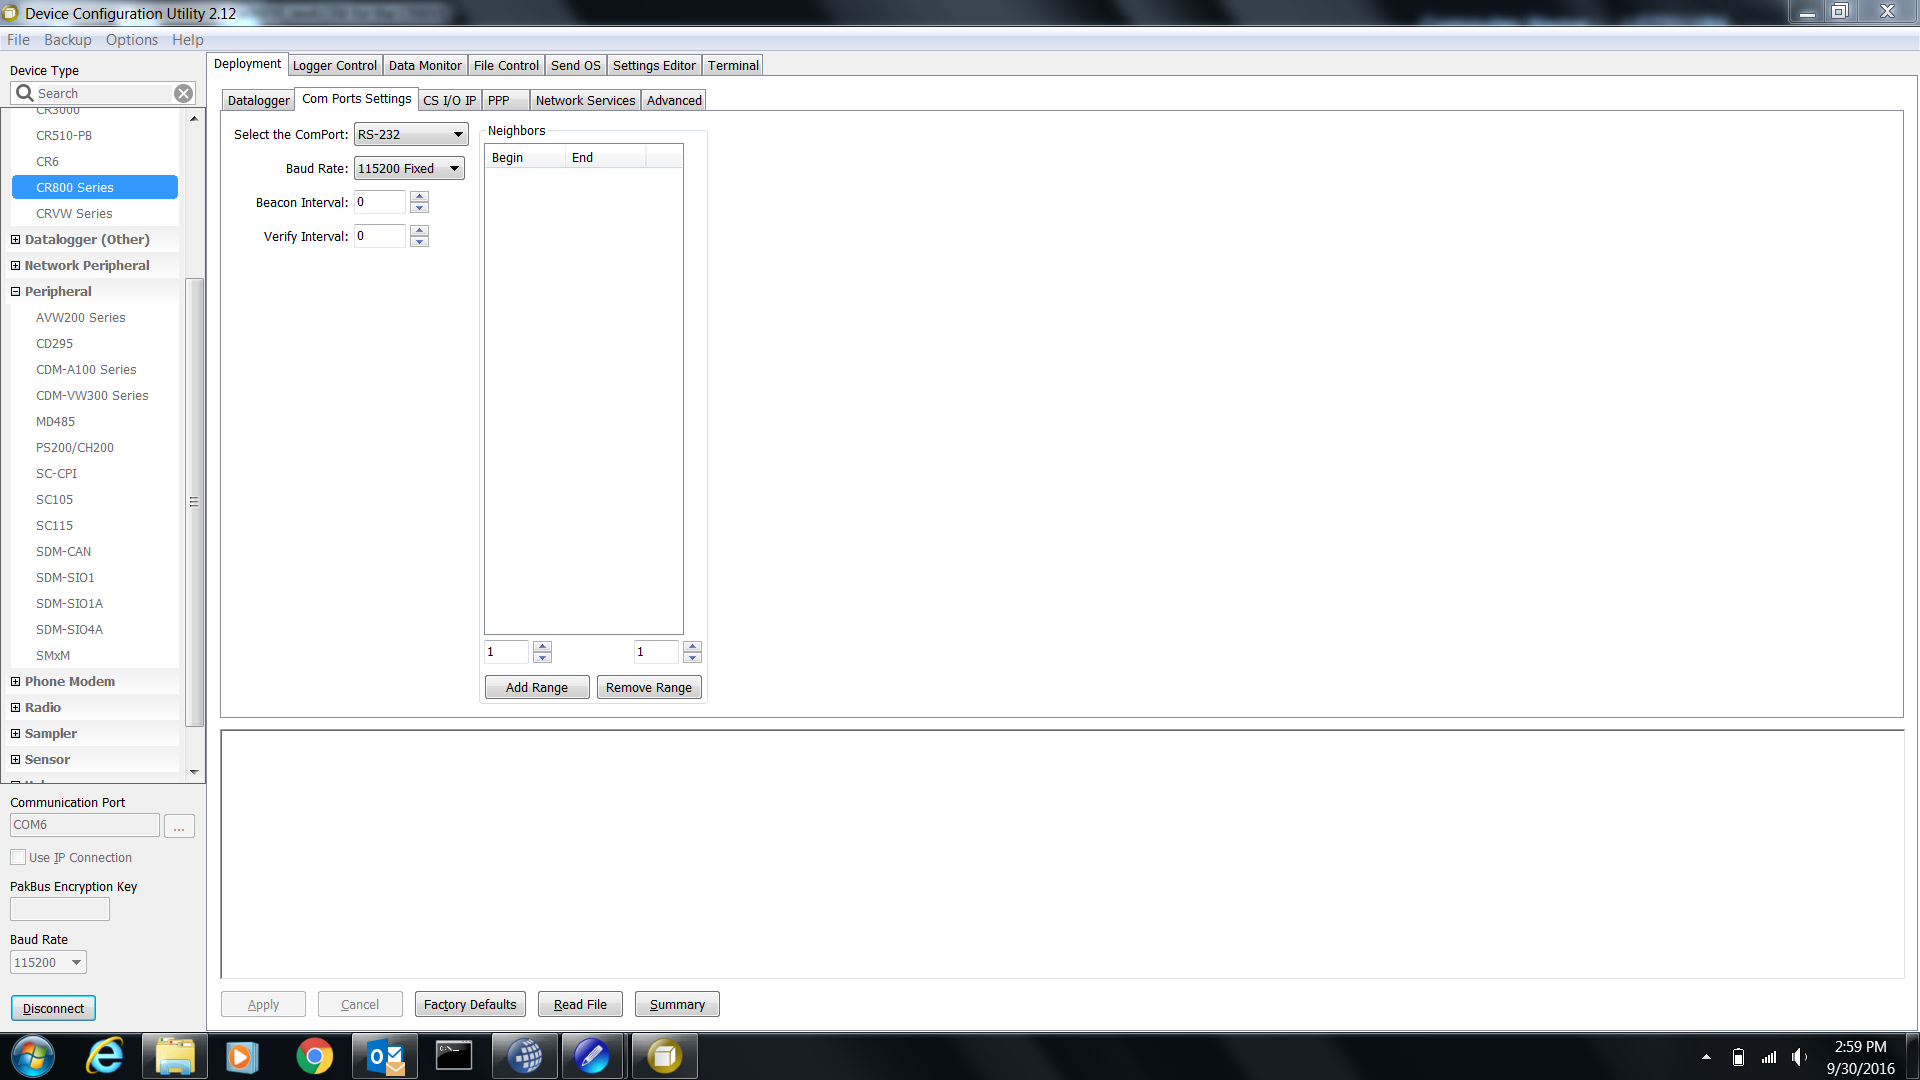 Device Configuration Utility 2.12
File Backup Options Help
Device Type
Search
CR3000
CR510-PB
CR6
CR800 Series
CRVW Series
Datalogger (Other)
Network Peripheral
Peripheral
AVW200 Series
CD295
CDM-A100 Series
CDM-VW300 Series
MD485
PS200/CH200
SC-CPI
SC105
SC115
SDM-CAN
SDM-SIO1
SDM-SIO1A
SDM-SIO4A
SMxM
Phone Modem
Radio
Sampler
Sensor
Communication Port
COM6
...
Use IP Connection
PakBus Encryption Key
Baud Rate
115200
Disconnect
Deployment Logger Control Data Monitor File Control Send OS Settings Editor Terminal
Datalogger Com Ports Settings CS I/O IP PPP Network Services Advanced
Select the ComPort: RS-232
Baud Rate: 115200 Fixed
Beacon Interval: 0
Verify Interval: 0
Neighbors
Begin End
1 1
Add Range Remove Range
Apply Cancel Factory Defaults Read File Summary
2:59 PM
9/30/2016